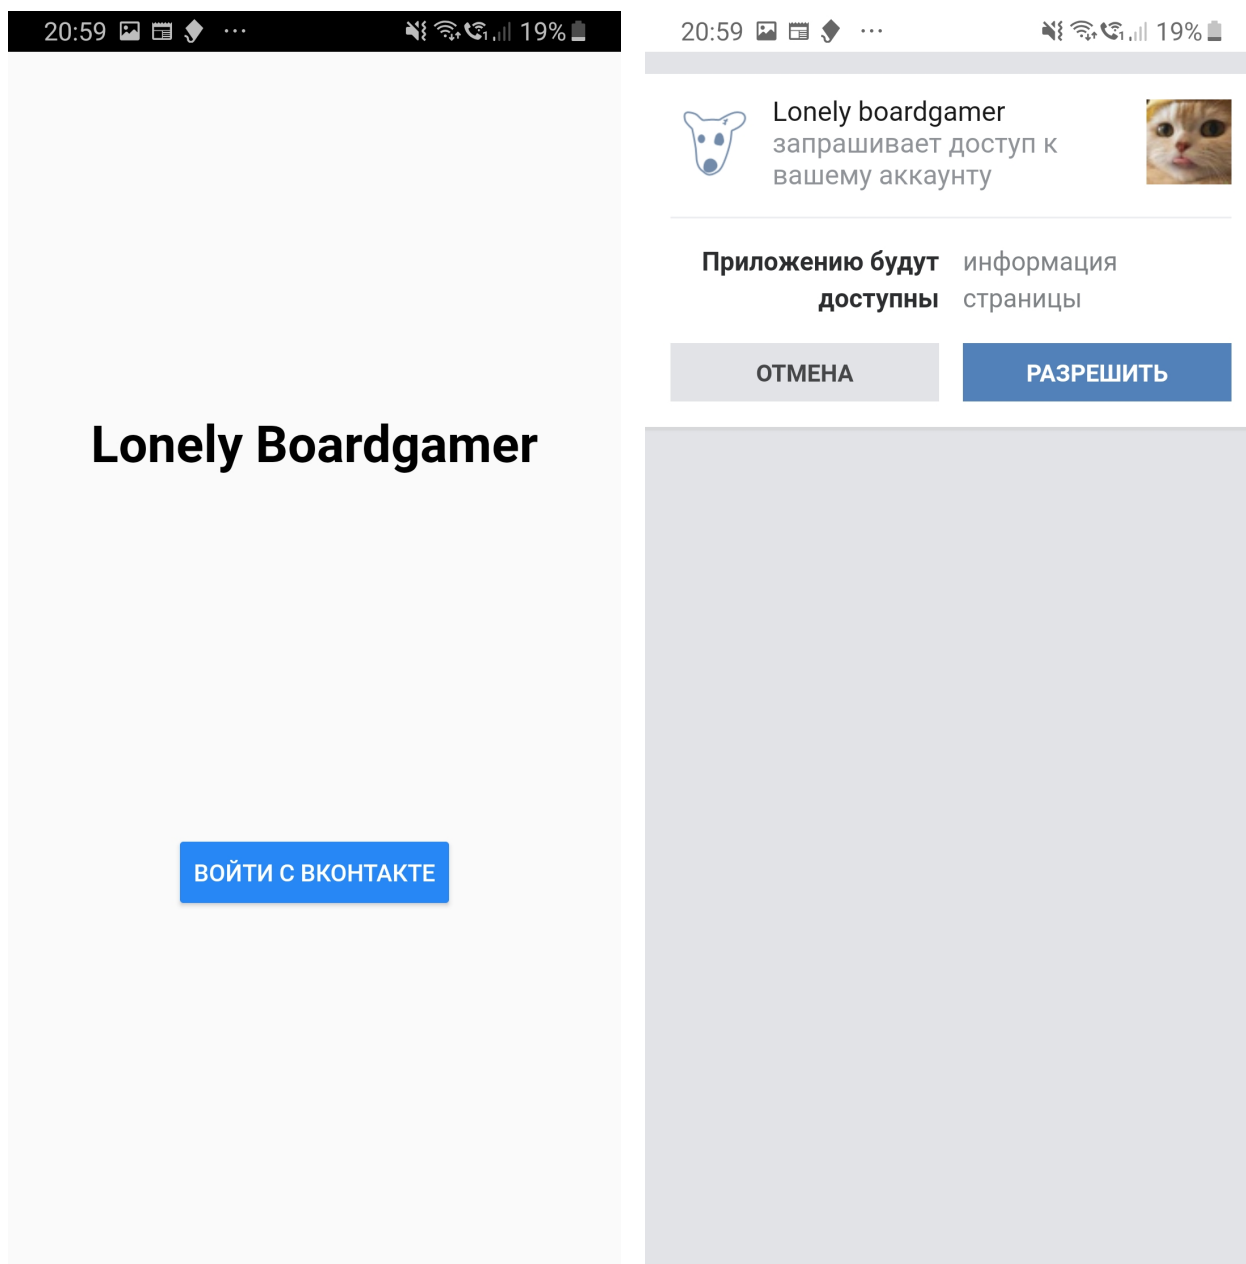 20:59
19%
Lonely Boardgamer
ВОЙТИ С ВКОНТАКТЕ
20:59
19%
Lonely boardgamer
запрашивает доступ к
вашему аккаунту
Приложению будут
доступны
информация
страницы
ОТМЕНА
РАЗРЕШИТЬ